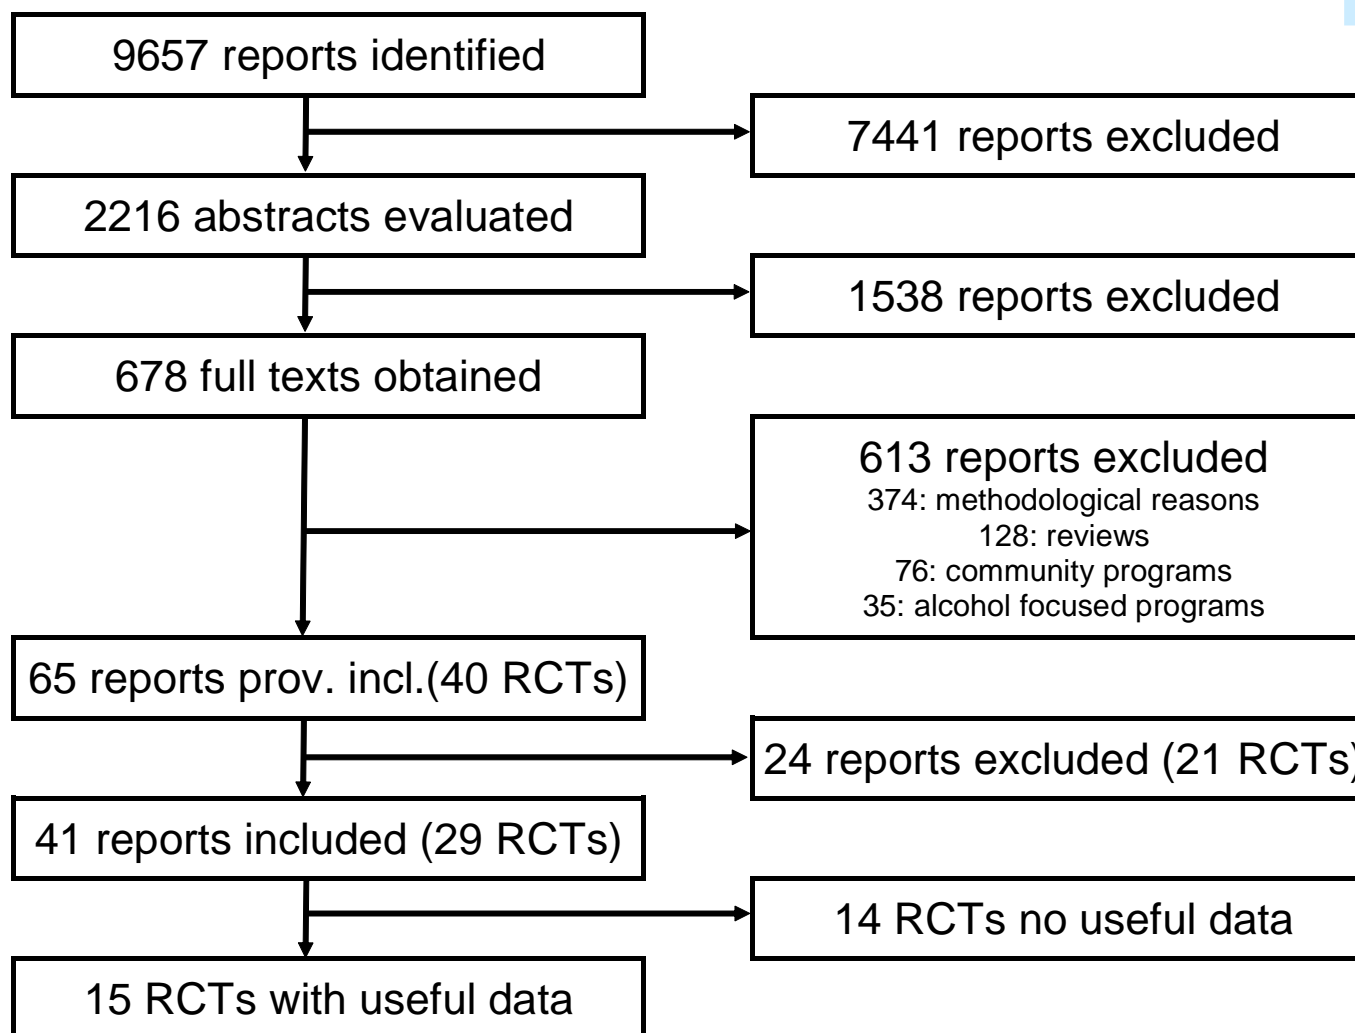 9657 reports identified
7441 reports excluded
2216 abstracts evaluated
1538 reports excluded
678 full texts obtained
613 reports excluded
374: methodological reasons
128: reviews
76: community programs
35: alcohol focused programs
65 reports prov. incl.(40 RCTs)
24 reports excluded (21 RCTs)
41 reports included (29 RCTs)
14 RCTs no useful data
15 RCTs with useful data